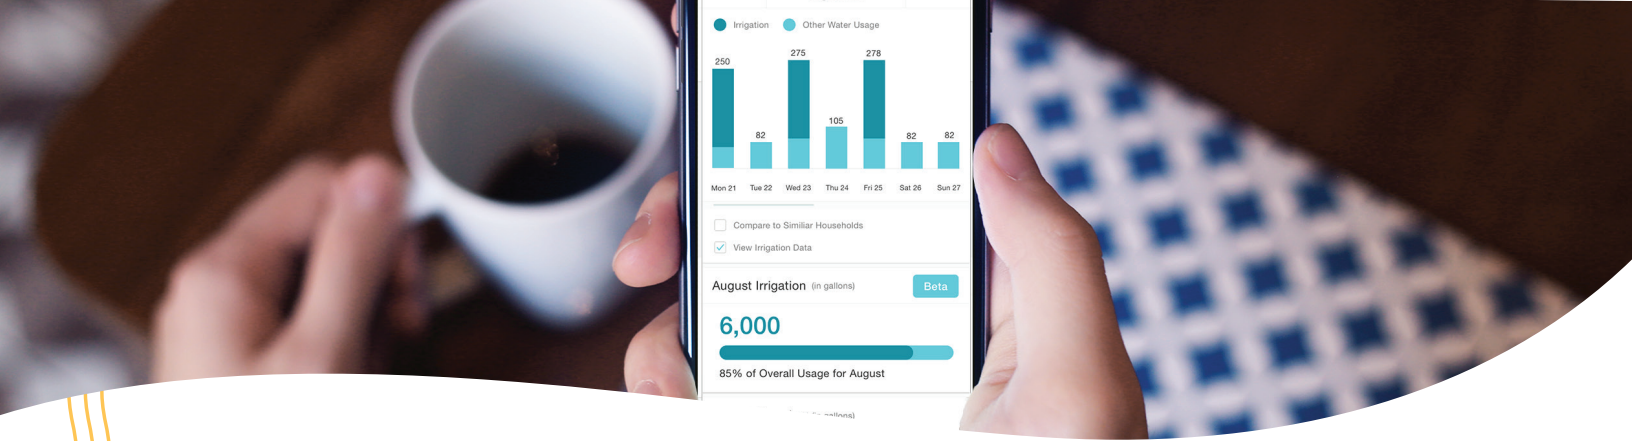 Irrigation Other Water Usage
250 82 275 105 278 82 82
Mon 21 Tue 22 Wed 23 Thu 24 Fri 25 Sat 26 Sun 27
Compare to Similiar Households
View Irrigation Data
August Irrigation (in gallons) Beta
6,000
85% of Overall Usage for August
gallons)